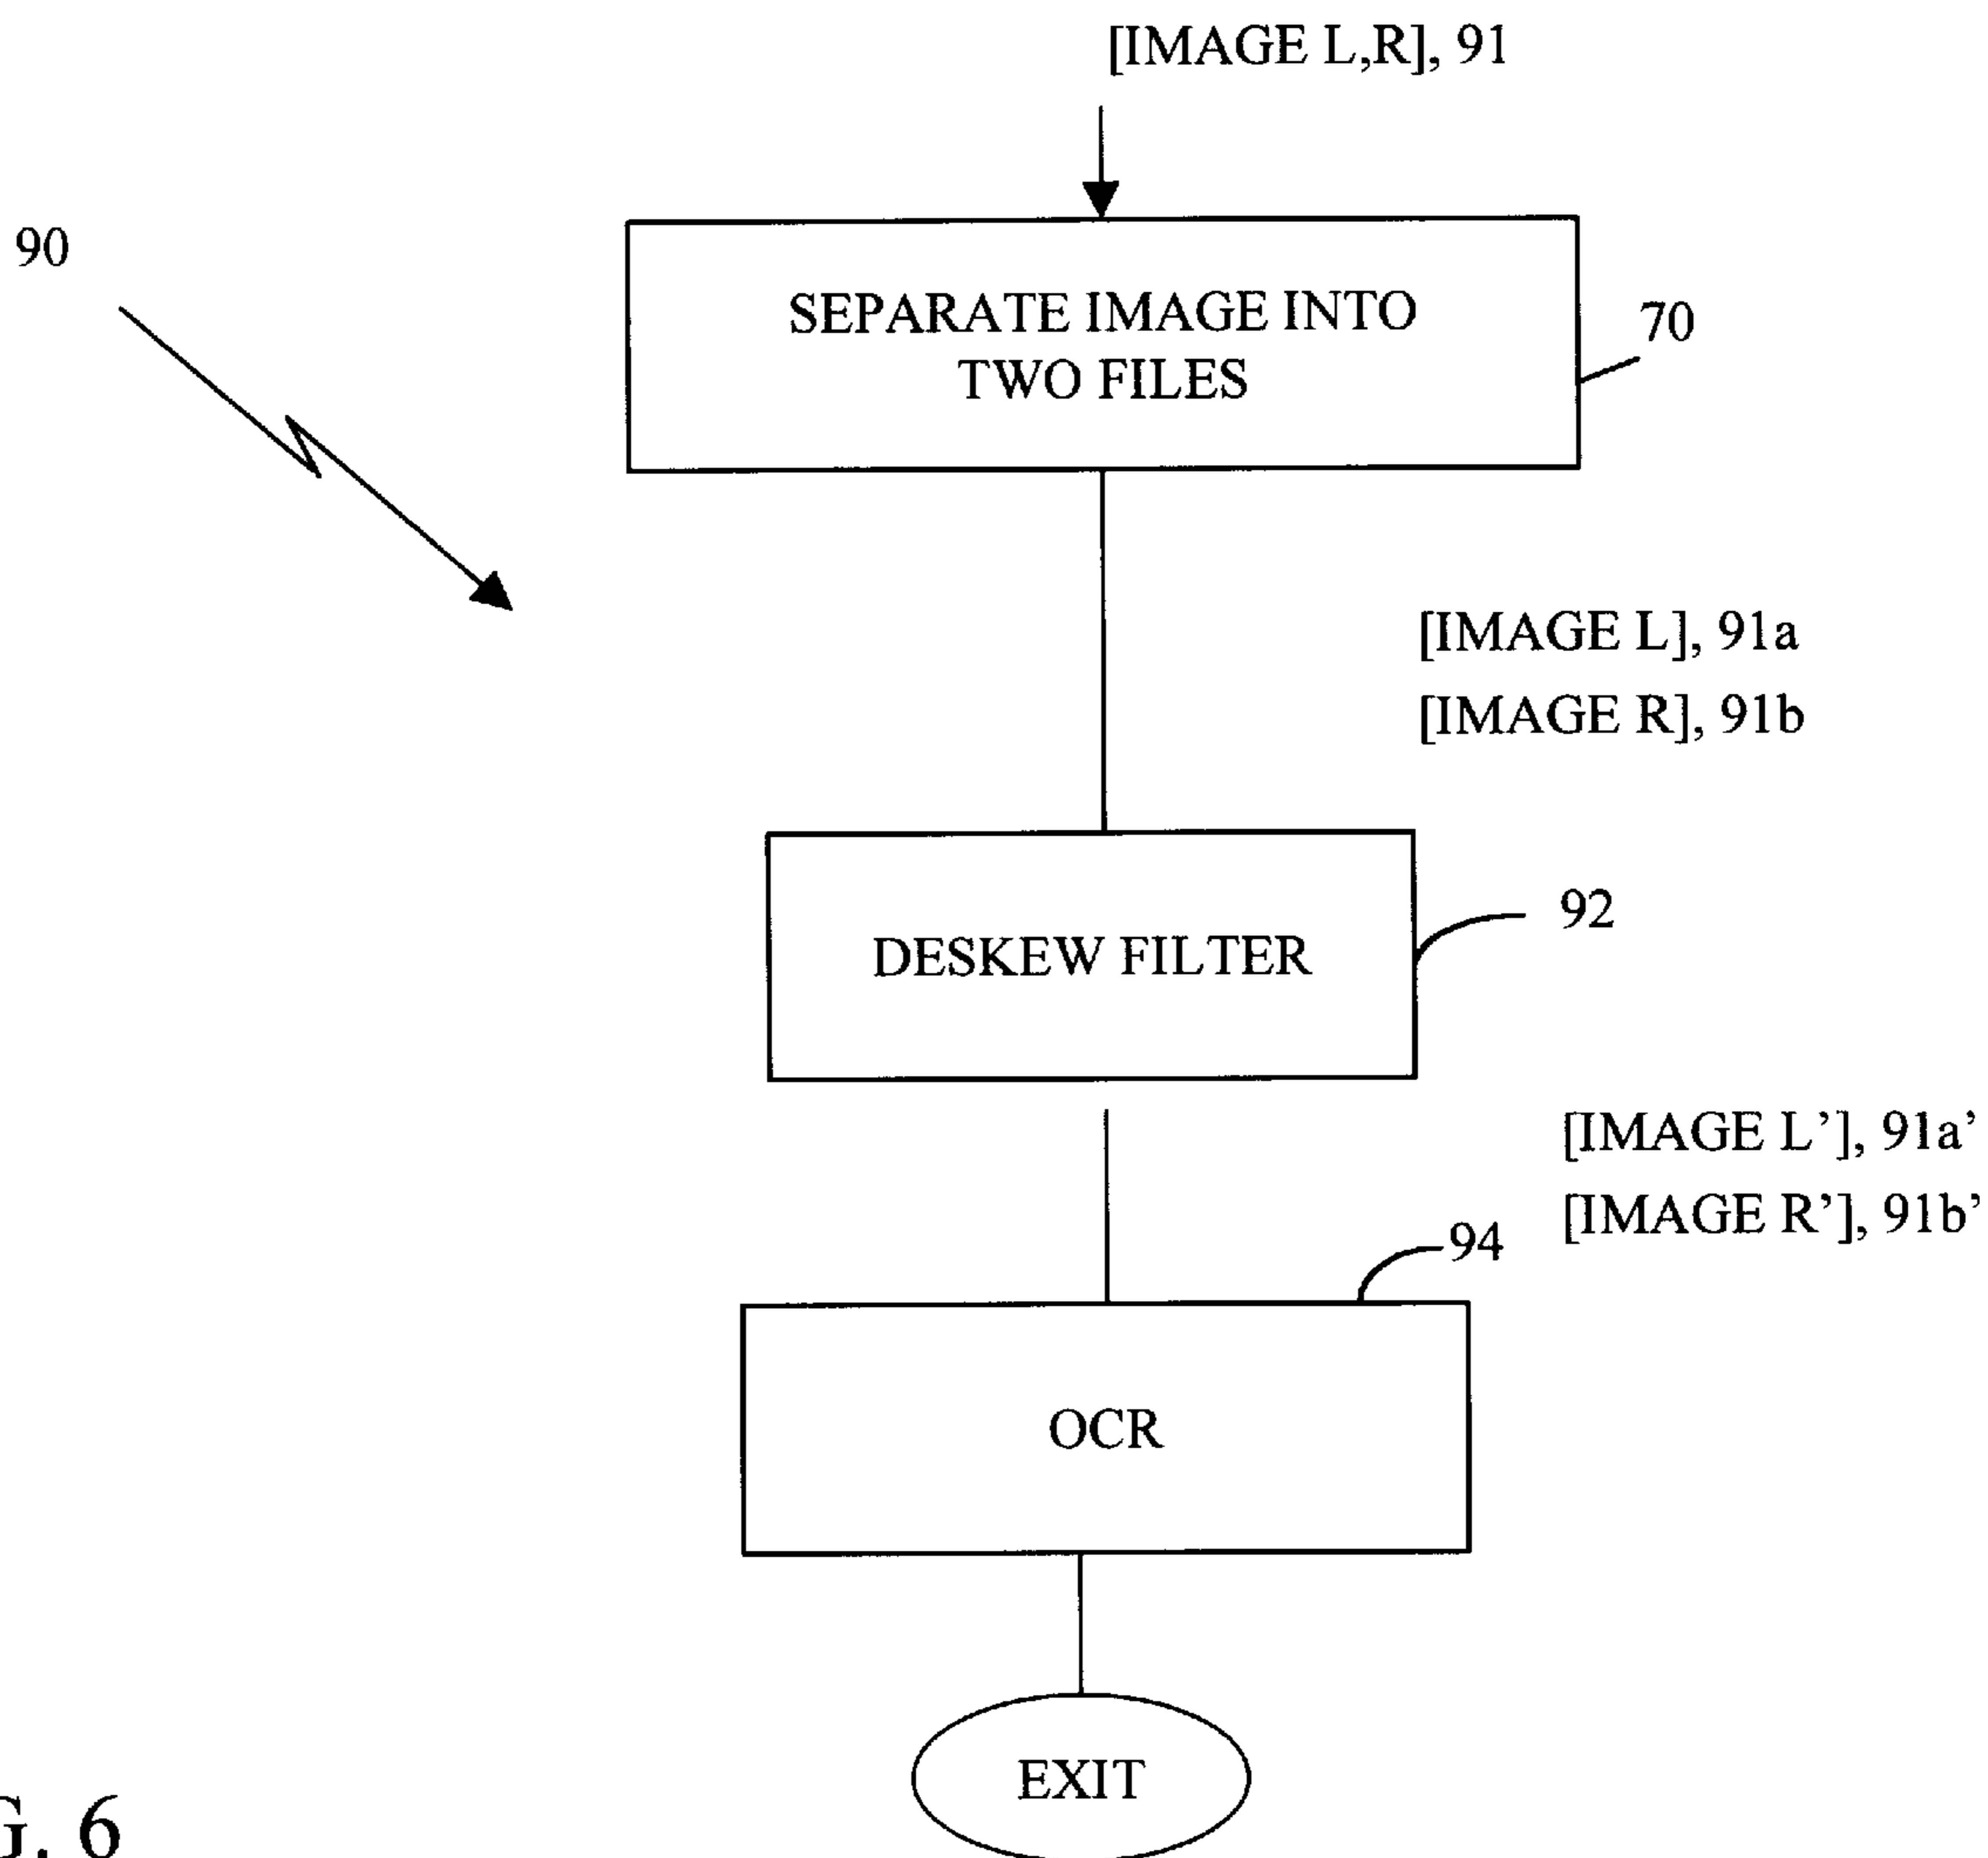 [IMAGE L,R], 91
90
SEPARATE IMAGE INTO
TWO FILES
70
[IMAGE L], 91a
[IMAGE R], 91b
DESKEW FILTER
92
[IMAGE L’], 91a’
[IMAGE R’], 91b’
94
OCR
EXIT
G. 6